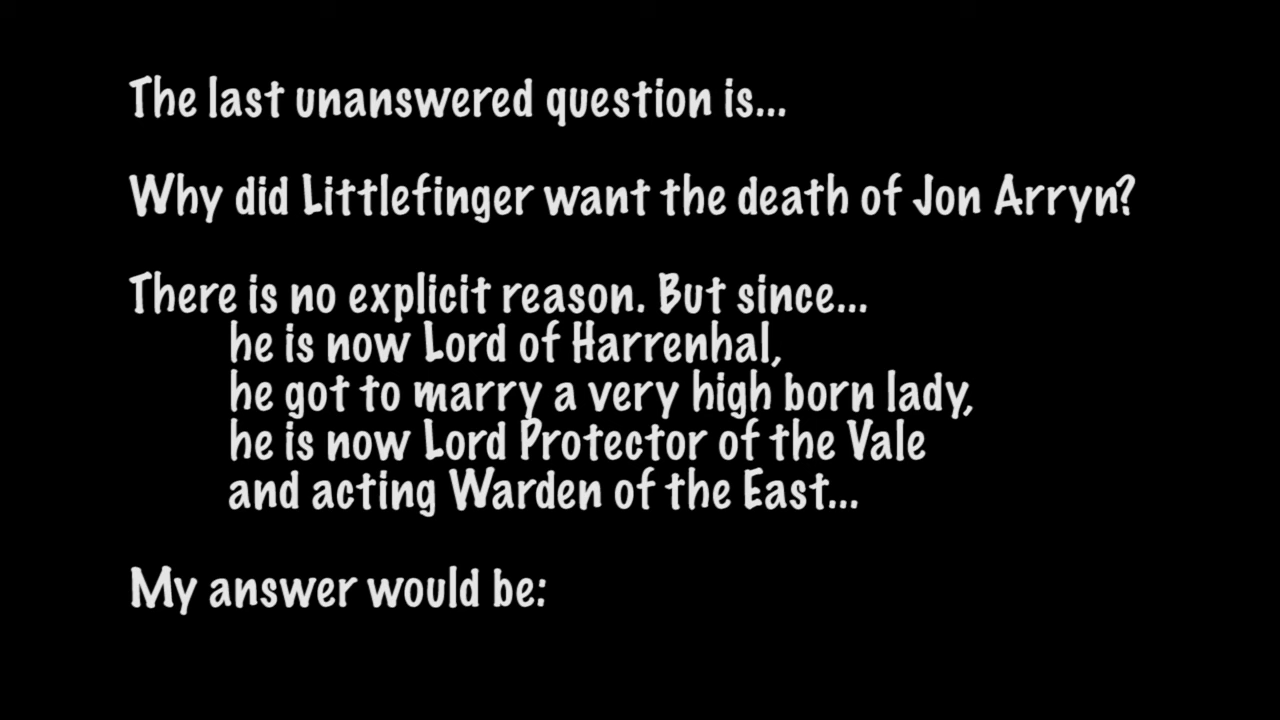 The last unanswered question is...
Why did Littlefinger want the death of Jon Arryn?
There is no explicit reason. But since...
he is now Lord of Harrenhal,
he got to marry a very high born lady,
he is now Lord Protector of the Vale
and acting Warden of the East...
My answer would be: